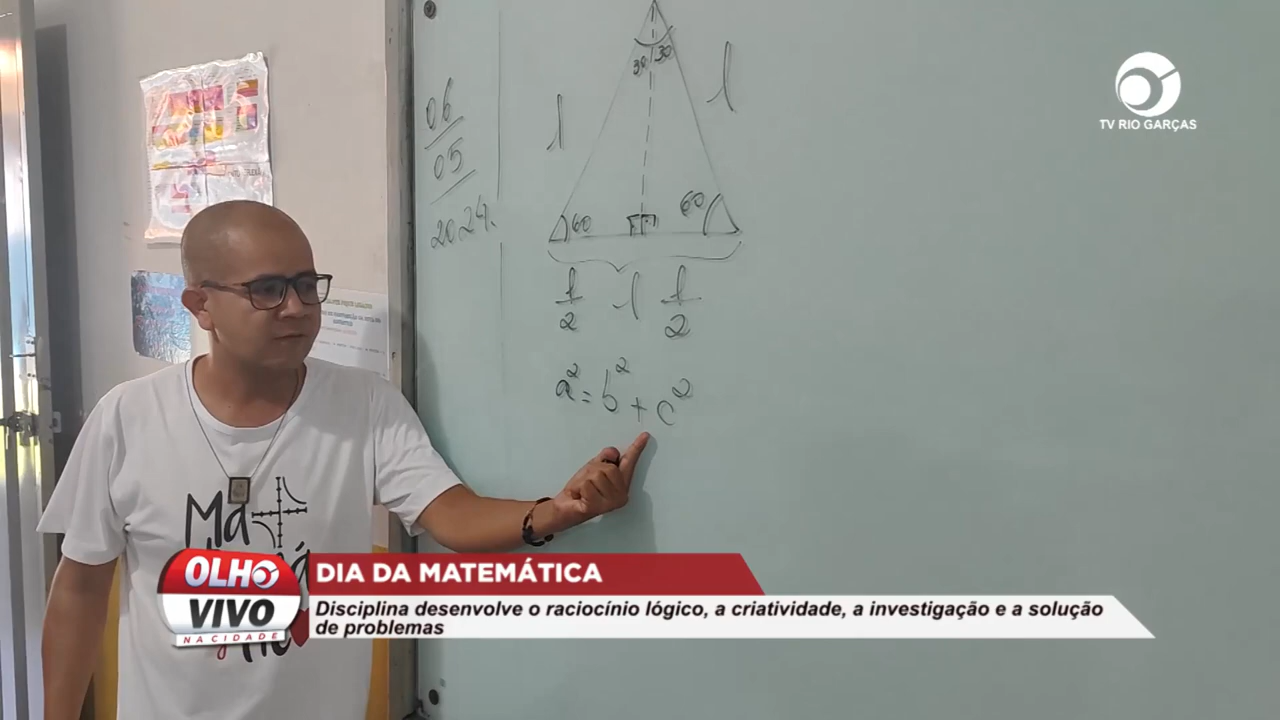 TV RIO GARÇAS
06
05
2024.
l
l
30 30
60
60
l/2 l l/2
a² = b² + c²
Ma
OLHO
VIVO
NA CIDADE
DIA DA MATEMÁTICA
Disciplina desenvolve o raciocínio lógico, a criatividade, a investigação e a solução
de problemas